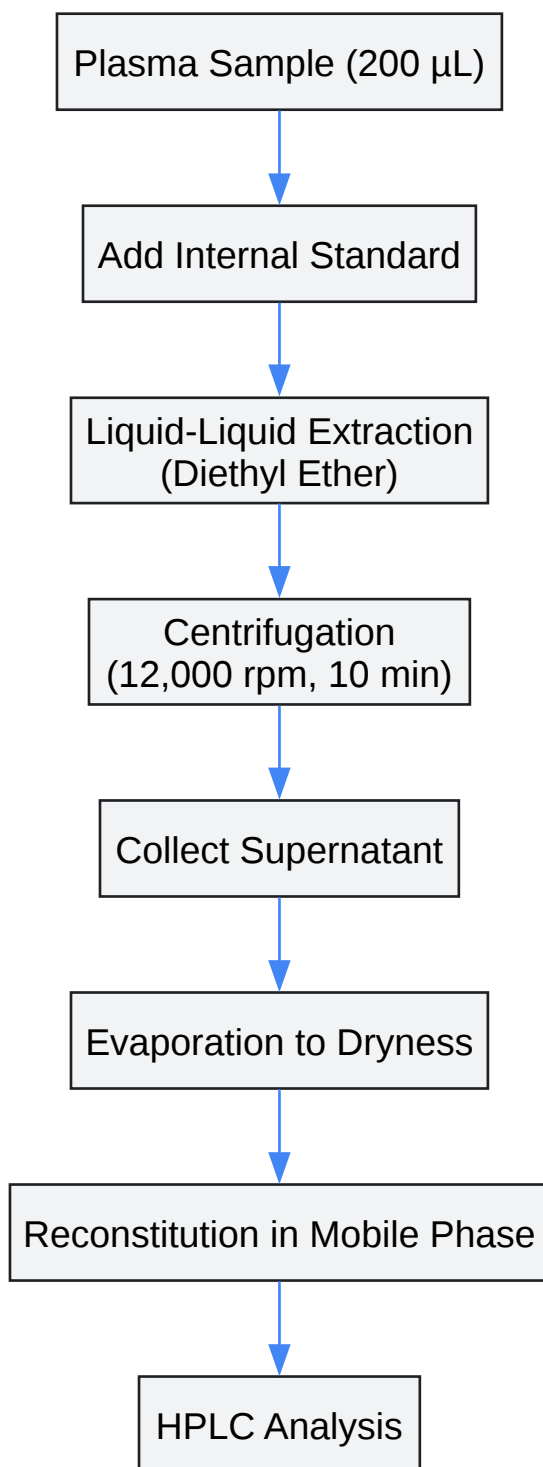 Plasma Sample (200 µL)
Add Internal Standard
Liquid-Liquid Extraction
(Diethyl Ether)
Centrifugation
(12,000 rpm, 10 min)
Collect Supernatant
Evaporation to Dryness
Reconstitution in Mobile Phase
HPLC Analysis